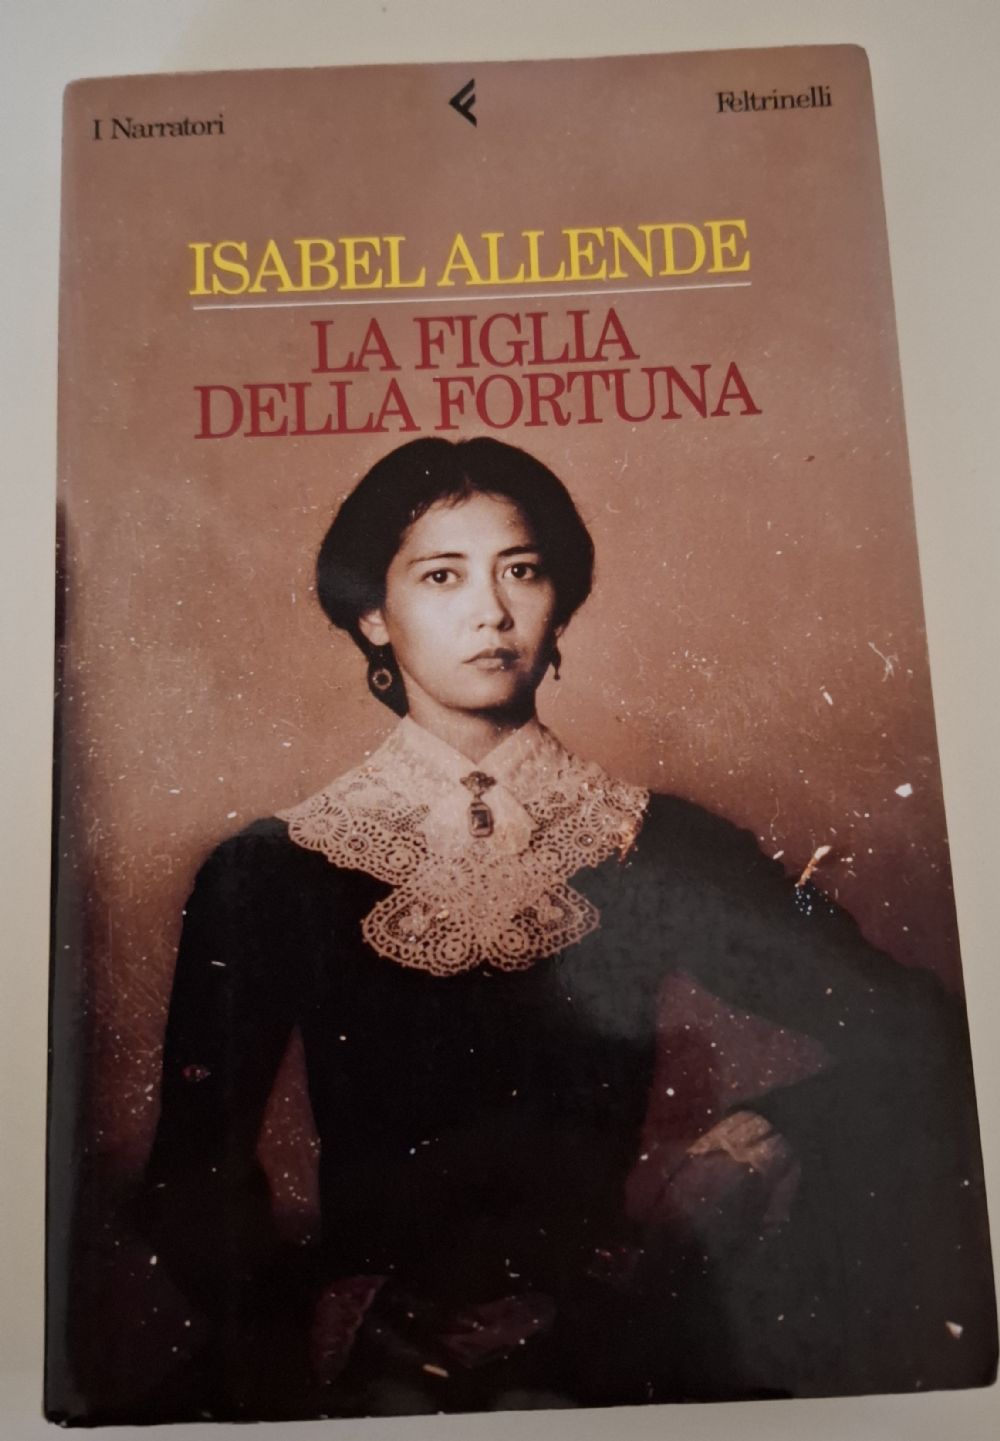 I Narratori
Feltrinelli
ISABEL ALLENDE
LA FIGLIA
DELLA FORTUNA